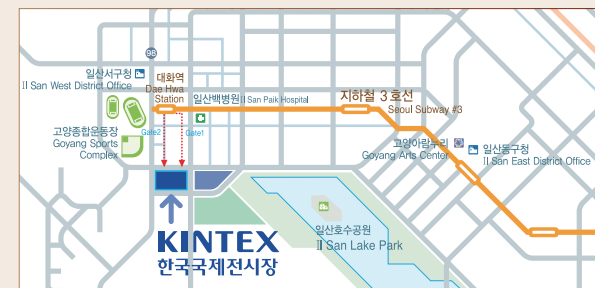 98
일산서구청
Il San West District Office
대화역
Dae Hwa
Station
일산백병원 Il San Paik Hospital
지하철 3호선
Seoul Subway #3
고양종합운동장
Goyang Sports
Complex
Gate2
Gate1
고양아람누리
Goyang Arts Center
일산동구청
Il San East District Office
일산호수공원
Il San Lake Park
KINTEX
한국국제전시장